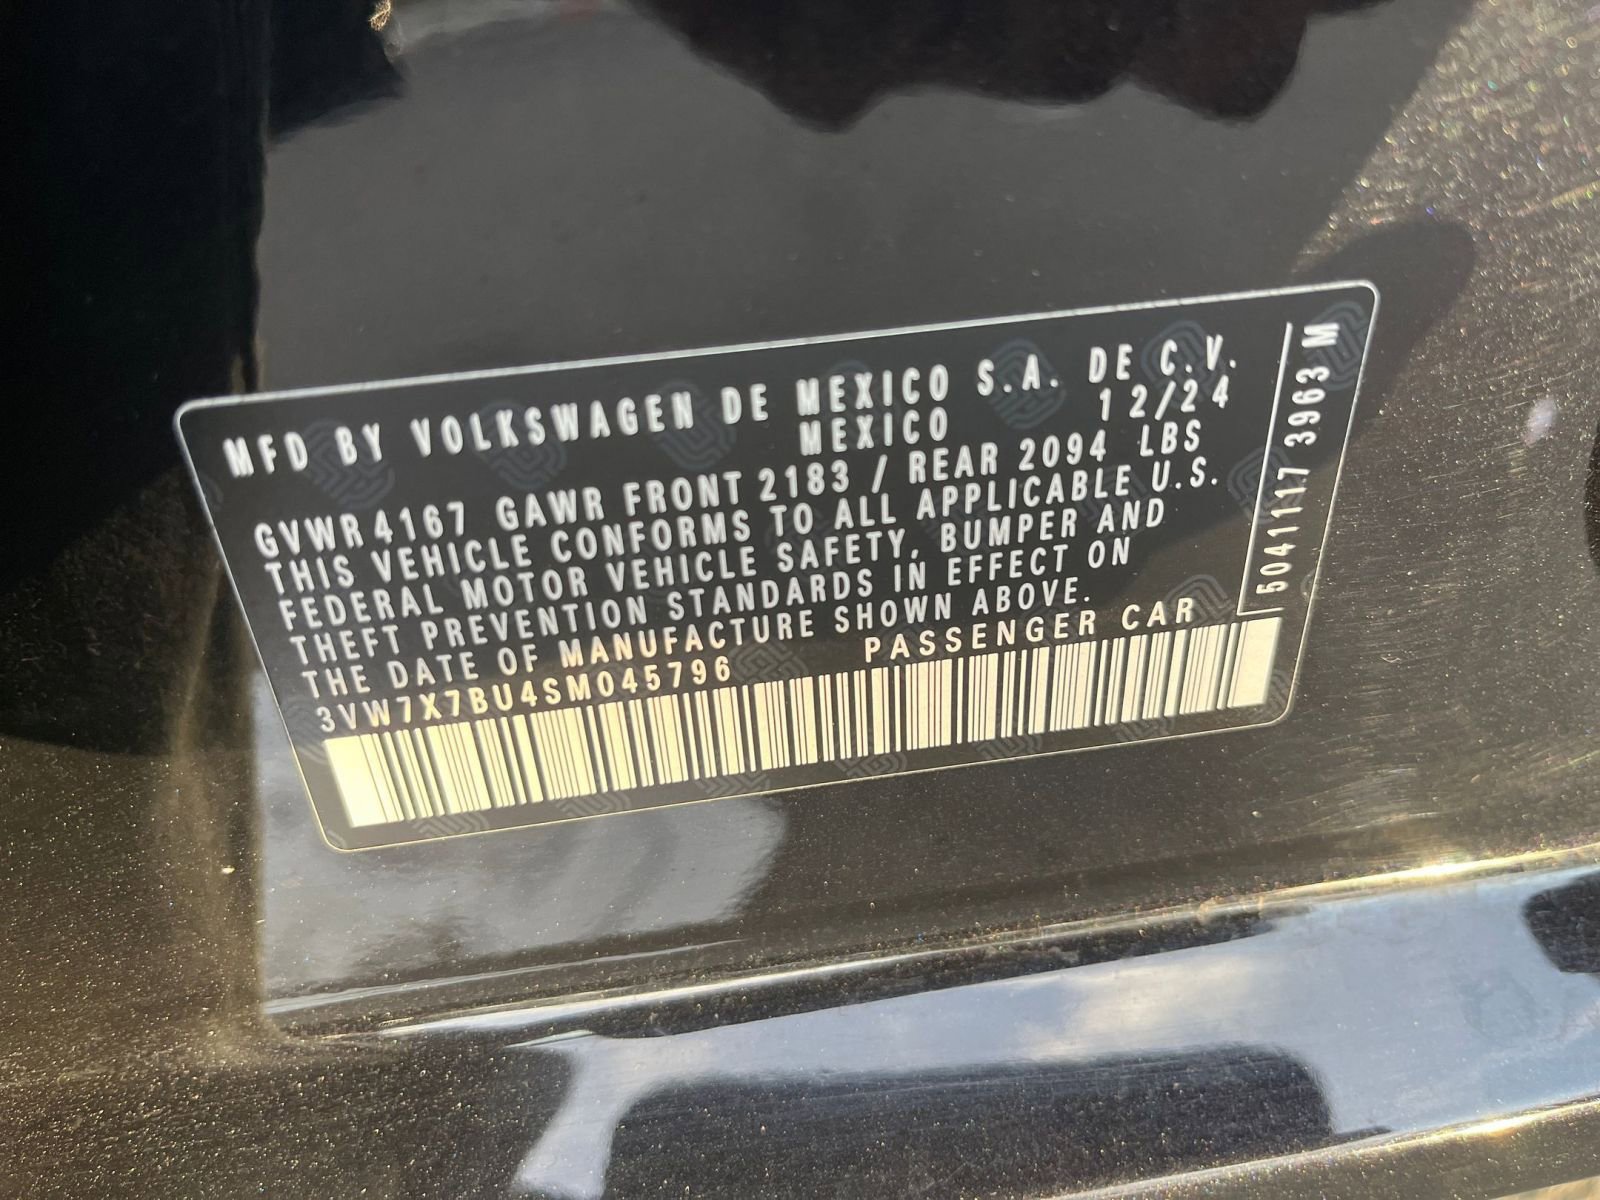 MFD BY VOLKSWAGEN DE MEXICO S.A. DE C.V.
MEXICO 12/24
GVWR 4167 GAWR FRONT 2183 / REAR 2094 LBS
THIS VEHICLE CONFORMS TO ALL APPLICABLE U.S.
FEDERAL MOTOR VEHICLE SAFETY, BUMPER AND
THEFT PREVENTION STANDARDS IN EFFECT ON
THE DATE OF MANUFACTURE SHOWN ABOVE.
3VW7X7BU4SM045796 PASSENGER CAR
5041117 3963 M